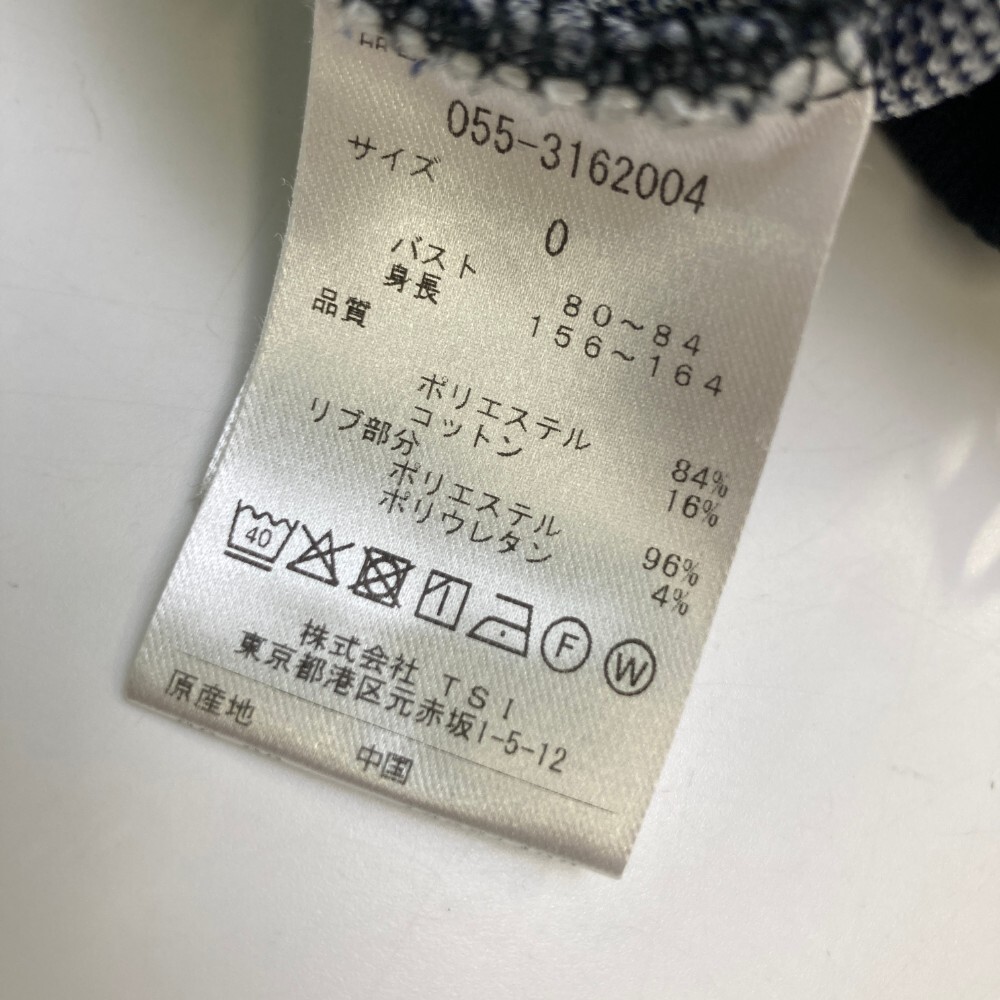 055-3162004
サイズ
0
バスト 80～84
身長 156～164
品質
ポリエステル 84%
コットン 16%
リブ部分
ポリエステル 96%
ポリウレタン 4%
40
F W
株式会社 TSI
東京都港区元赤坂1-5-12
原産地
中国